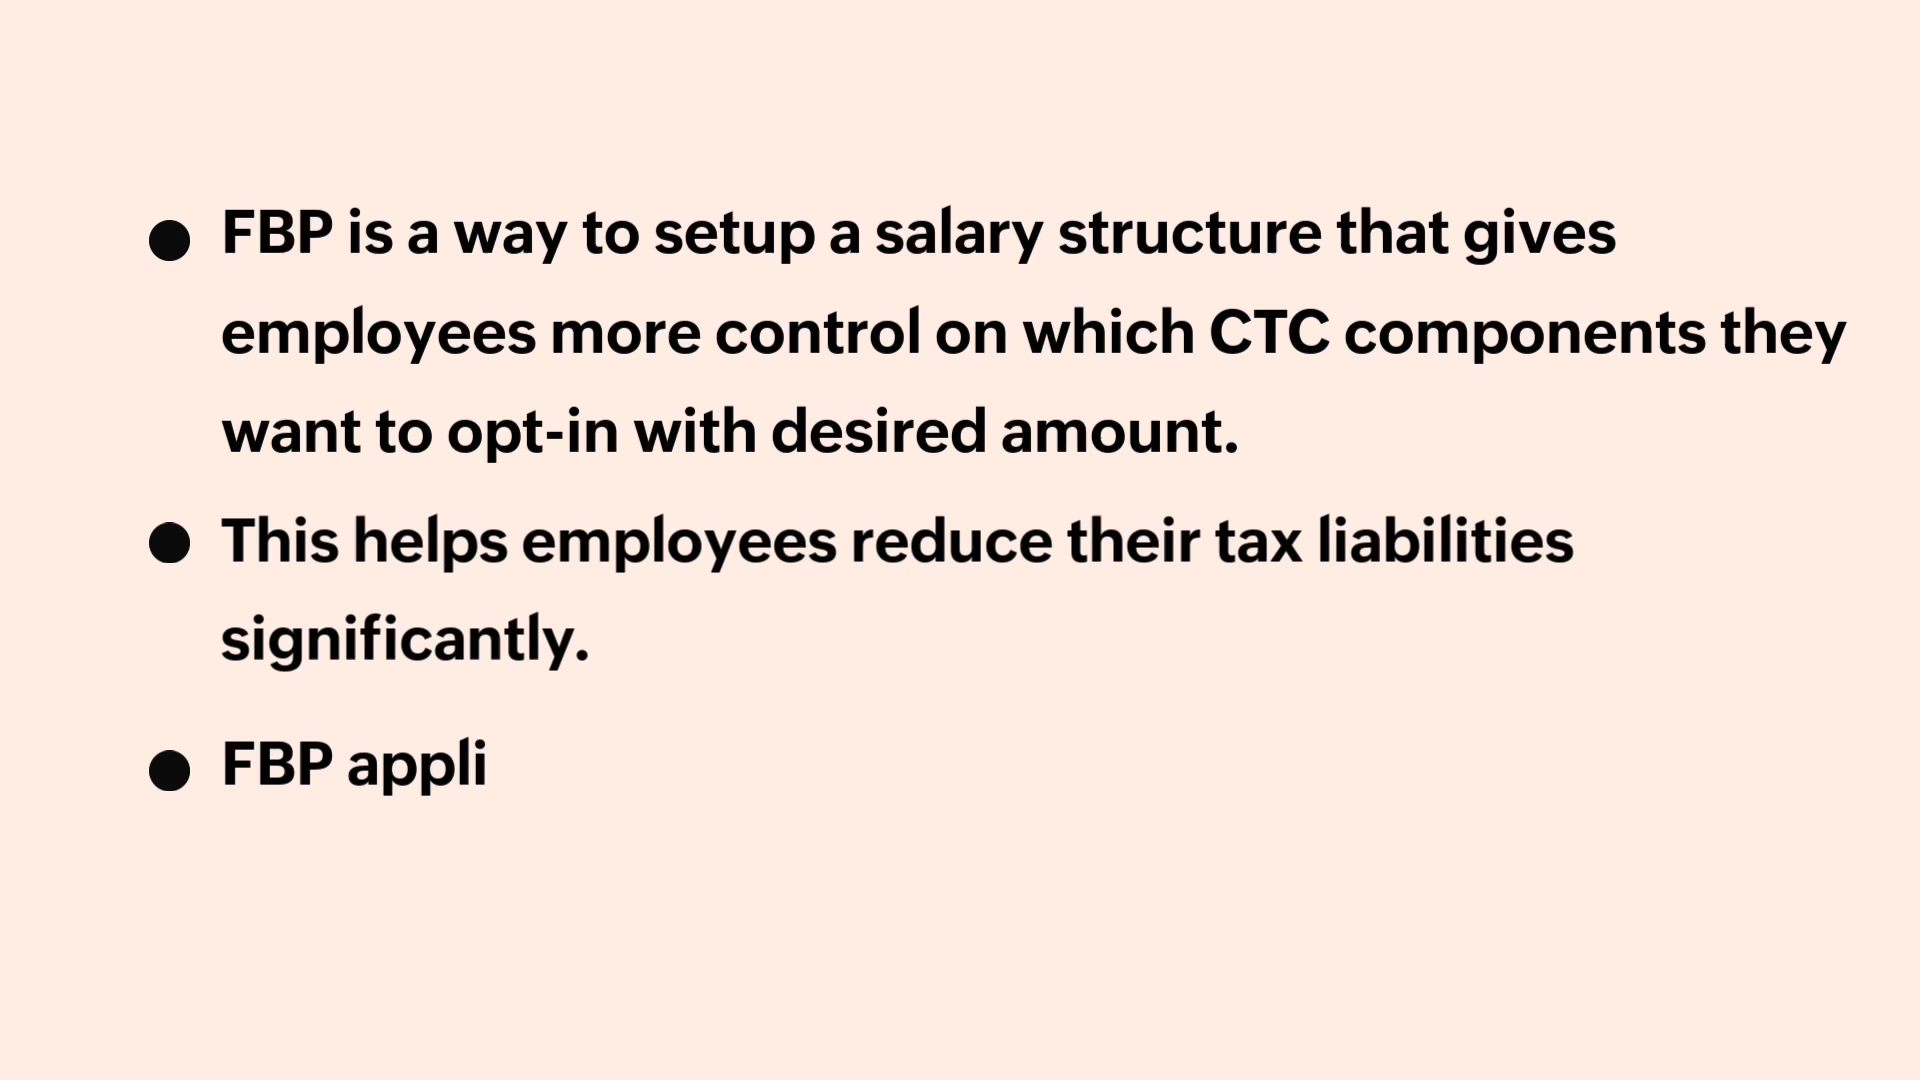 FBP is a way to setup a salary structure that gives
employees more control on which CTC components they
want to opt-in with desired amount.
This helps employees reduce their tax liabilities
significantly.
FBP appli